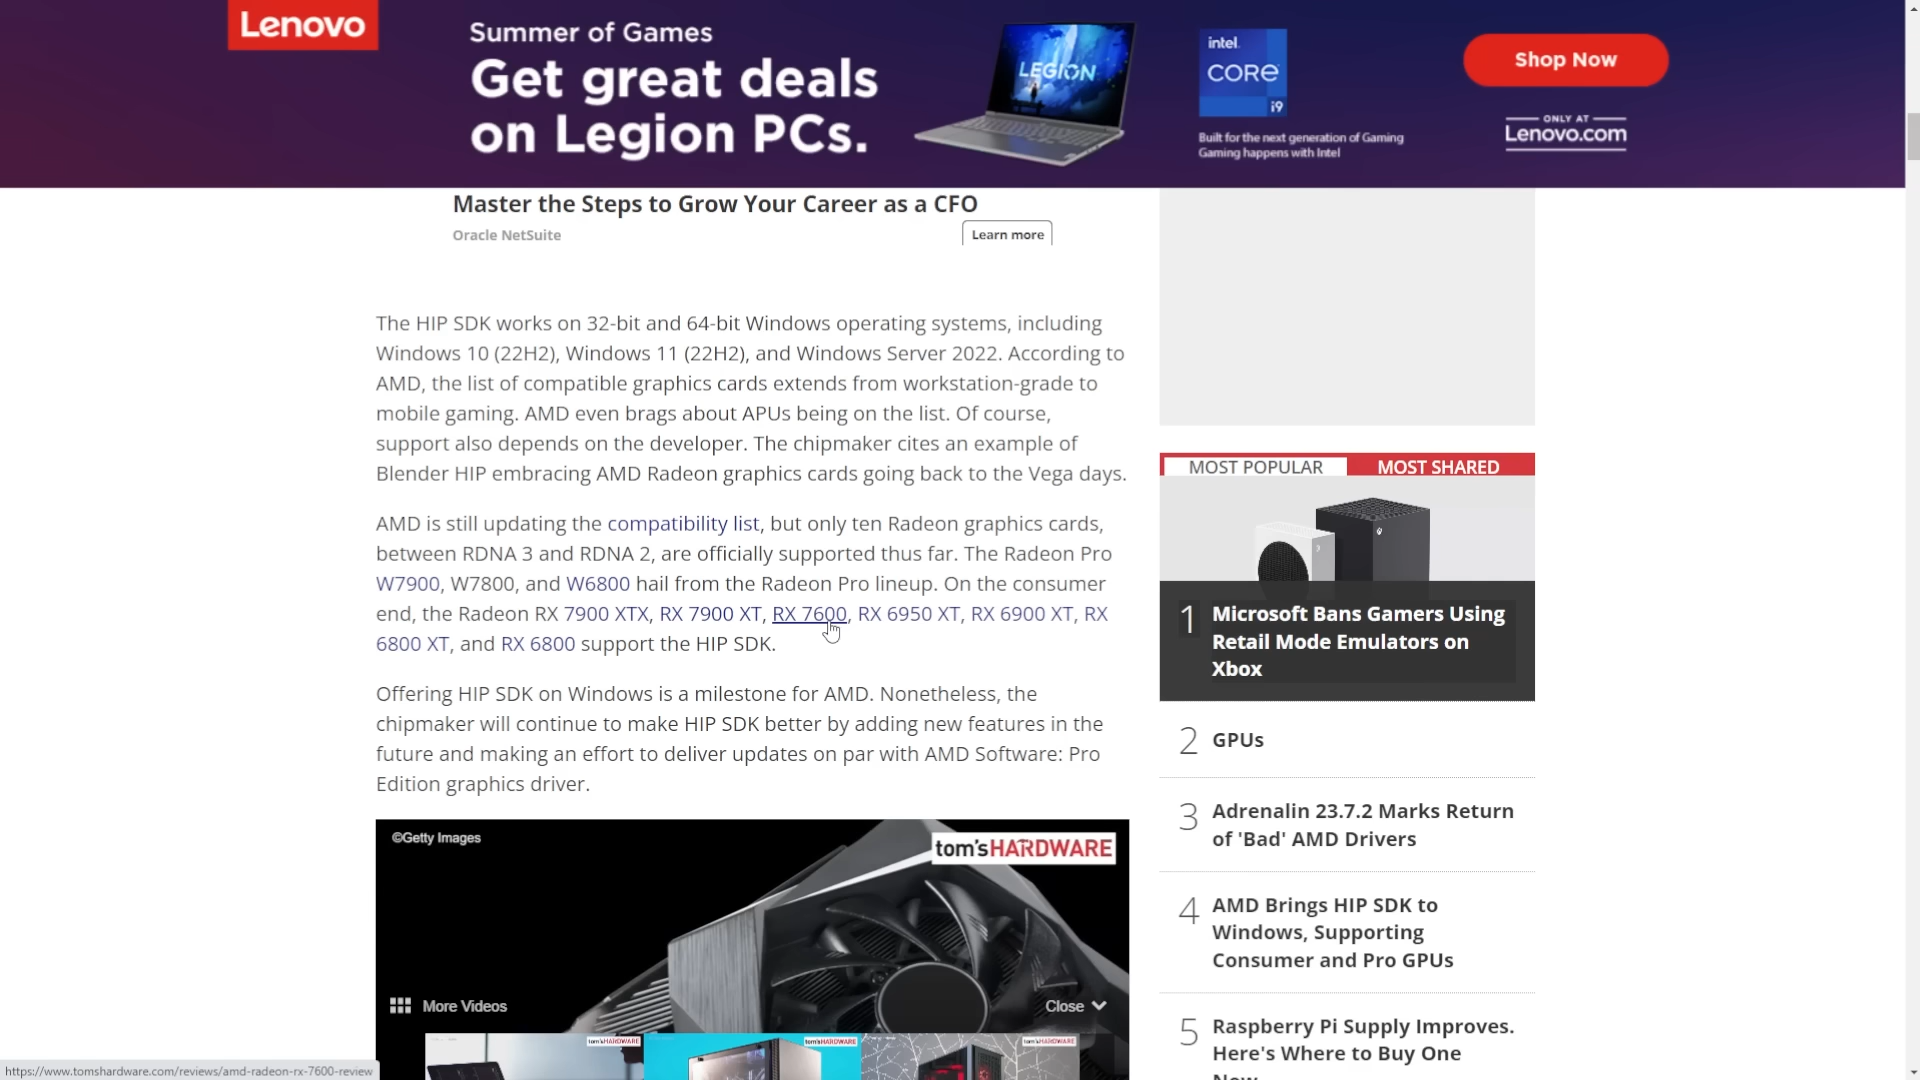 Lenovo
Summer of Games
Get great deals
on Legion PCs.
LEGION
intel
CORE
i9
Built for the next generation of Gaming
Gaming happens with Intel
Shop Now
ONLY AT
Lenovo.com
Master the Steps to Grow Your Career as a CFO
Oracle NetSuite
Learn more
The HIP SDK works on 32-bit and 64-bit Windows operating systems, including
Windows 10 (22H2), Windows 11 (22H2), and Windows Server 2022. According to
AMD, the list of compatible graphics cards extends from workstation-grade to
mobile gaming. AMD even brags about APUs being on the list. Of course,
support also depends on the developer. The chipmaker cites an example of
Blender HIP embracing AMD Radeon graphics cards going back to the Vega days.
AMD is still updating the compatibility list, but only ten Radeon graphics cards,
between RDNA 3 and RDNA 2, are officially supported thus far. The Radeon Pro
W7900, W7800, and W6800 hail from the Radeon Pro lineup. On the consumer
end, the Radeon RX 7900 XTX, RX 7900 XT, RX 7600, RX 6950 XT, RX 6900 XT, RX
6800 XT, and RX 6800 support the HIP SDK.
Offering HIP SDK on Windows is a milestone for AMD. Nonetheless, the
chipmaker will continue to make HIP SDK better by adding new features in the
future and making an effort to deliver updates on par with AMD Software: Pro
Edition graphics driver.
©Getty Images
tom'sHARDWARE
More Videos
Close
tom'sHARDWARE
tom'sHARDWARE
tom'sHARDWARE
MOST POPULAR
MOST SHARED
1 Microsoft Bans Gamers Using
Retail Mode Emulators on
Xbox
2 GPUs
3 Adrenalin 23.7.2 Marks Return
of 'Bad' AMD Drivers
4 AMD Brings HIP SDK to
Windows, Supporting
Consumer and Pro GPUs
5 Raspberry Pi Supply Improves.
Here's Where to Buy One
Now
https://www.tomshardware.com/reviews/amd-radeon-rx-7600-review